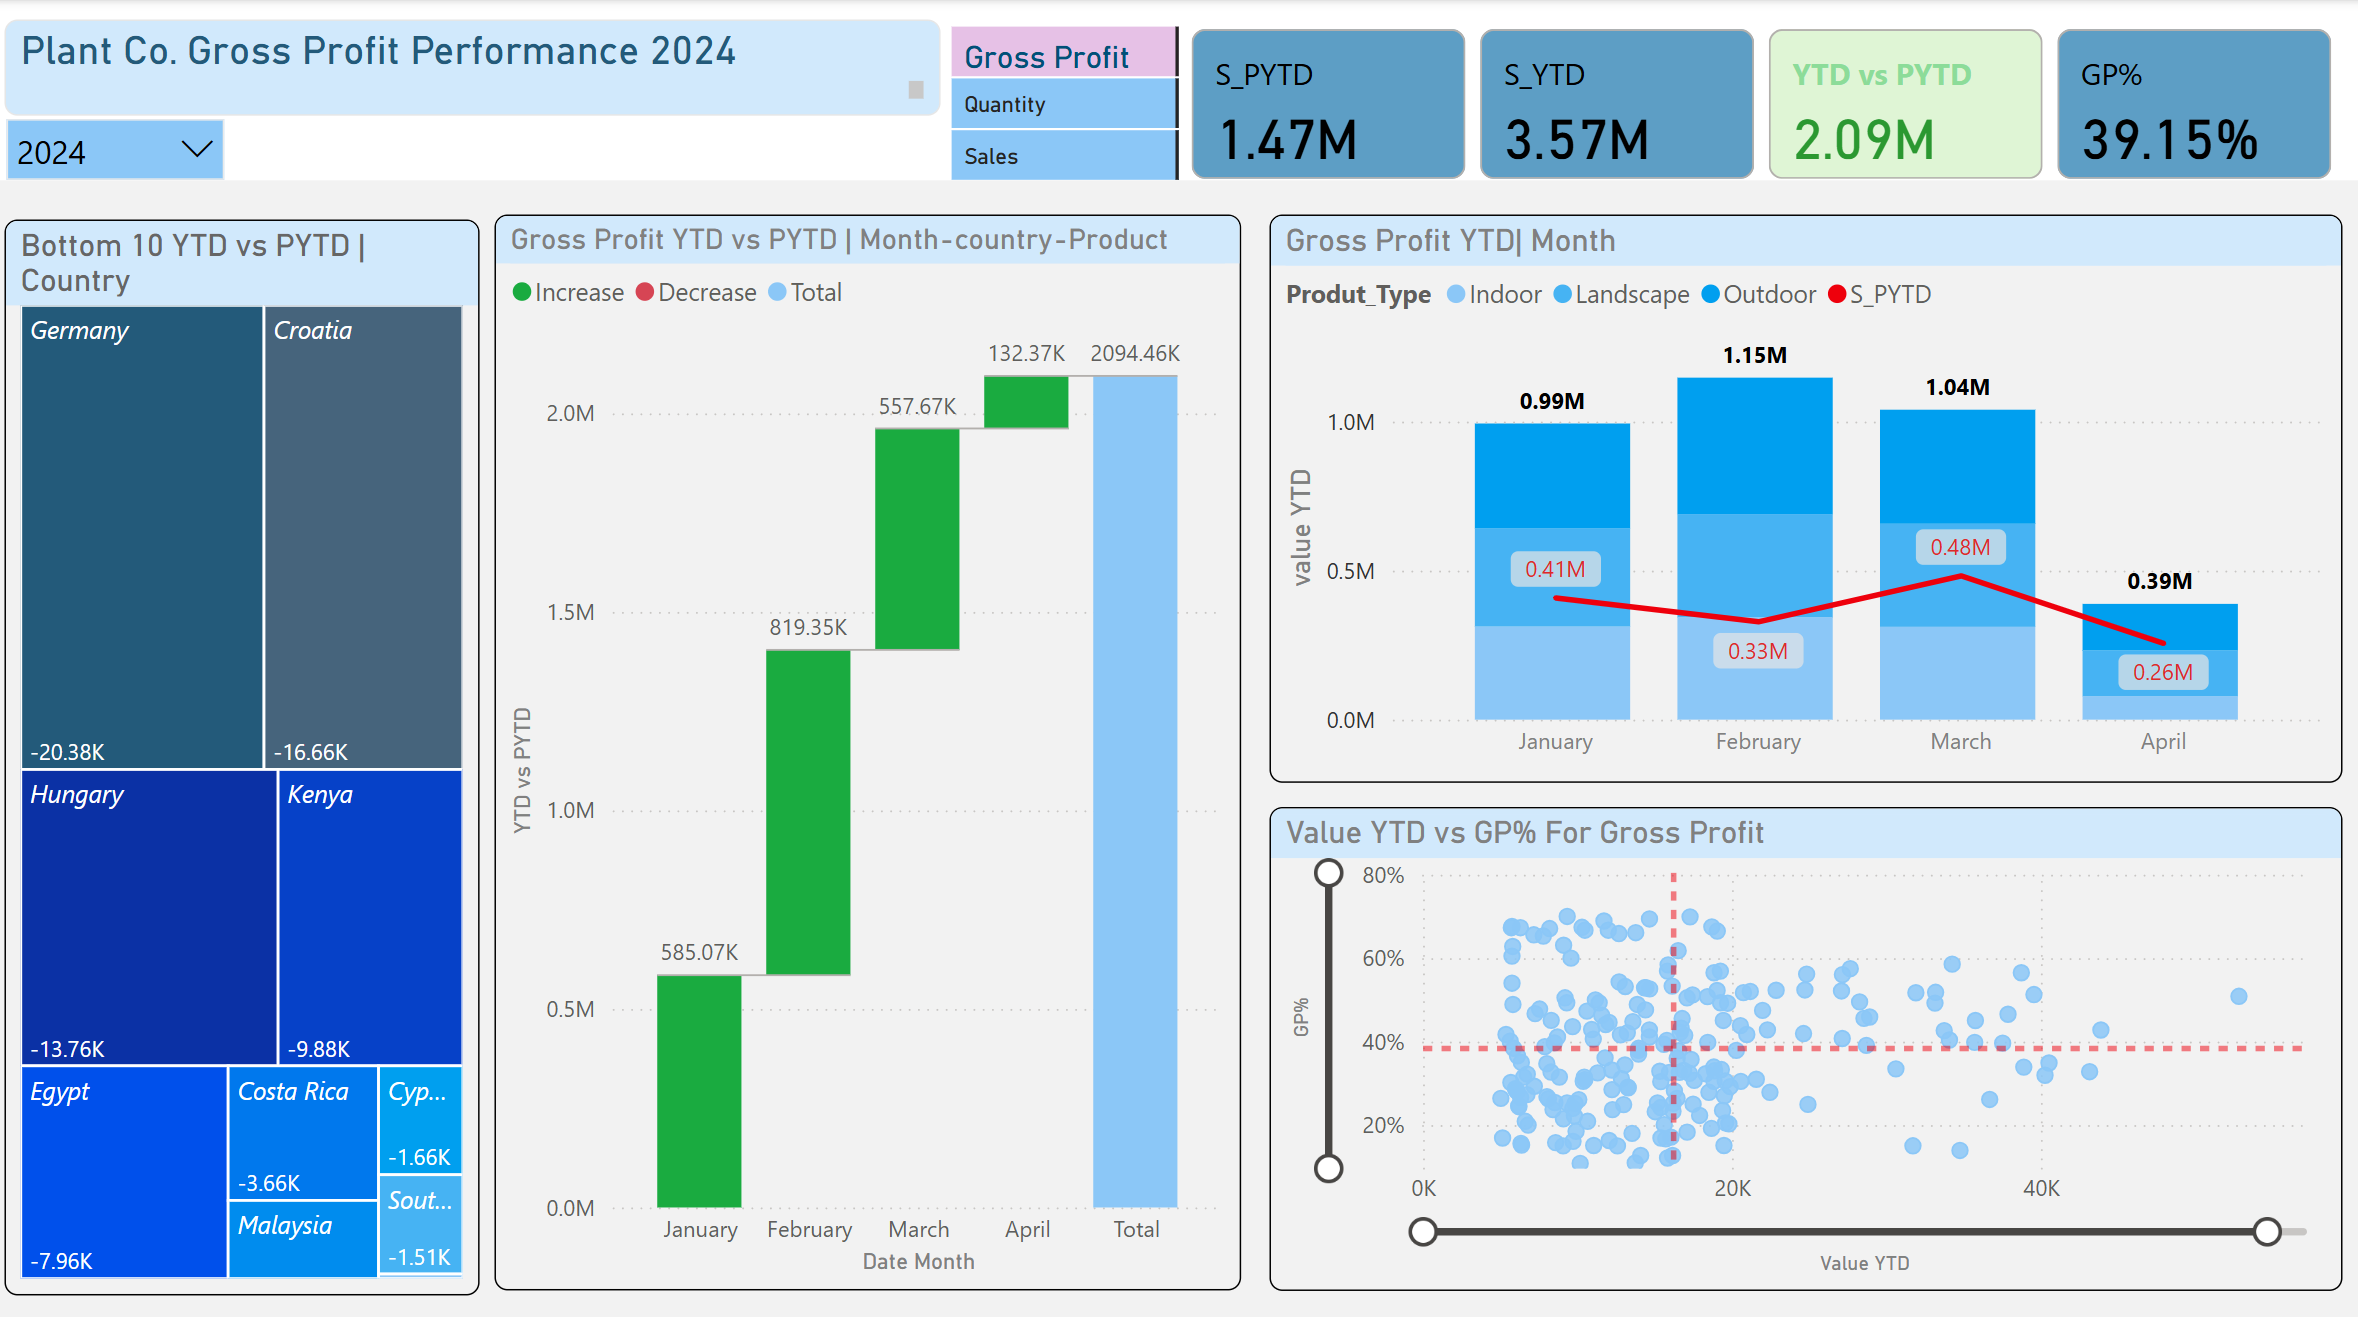 Plant Co. Gross Profit Performance 2024
2024
Gross Profit
Quantity
Sales
S_PYTD
1.47M
S_YTD
3.57M
YTD vs PYTD
2.09M
GP%
39.15%
Bottom 10 YTD vs PYTD |
Country
Germany
-20.38K
Croatia
-16.66K
Hungary
-13.76K
Kenya
-9.88K
Egypt
-7.96K
Costa Rica
-3.66K
Malaysia
Cyp...
-1.66K
Sout...
-1.51K
Gross Profit YTD vs PYTD | Month-country-Product
Increase Decrease Total
YTD vs PYTD
2.0M
1.5M
1.0M
0.5M
0.0M
585.07K
819.35K
557.67K
132.37K
2094.46K
January February March April Total
Date Month
Gross Profit YTD| Month
Produt_Type Indoor Landscape Outdoor S_PYTD
value YTD
1.0M
0.5M
0.0M
0.99M
1.15M
1.04M
0.39M
0.41M
0.33M
0.48M
0.26M
January February March April
Value YTD vs GP% For Gross Profit
GP%
80%
60%
40%
20%
0K 20K 40K
Value YTD